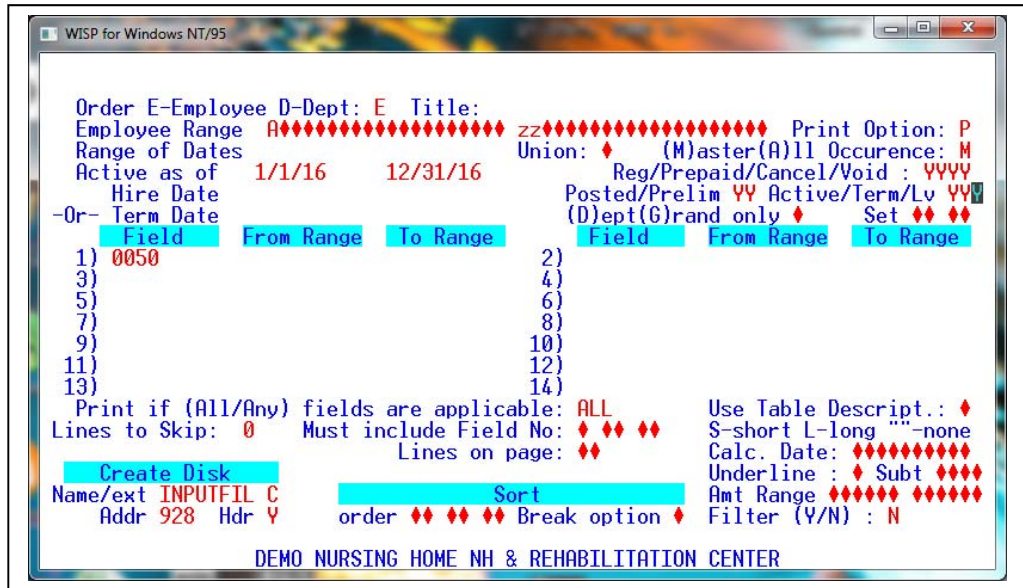 WISP for Windows NT/95
Order E-Employee D-Dept: E Title:
Employee Range A♦♦♦♦♦♦♦♦♦♦♦♦♦♦♦♦♦♦♦ zz♦♦♦♦♦♦♦♦♦♦♦♦♦♦♦♦♦♦♦ Print Option: P
Range of Dates Union: ♦ (M)aster(A)ll Occurence: M
Active as of 1/1/16 12/31/16 Reg/Prepaid/Cancel/Void : YYYY
Hire Date Posted/Prelim YY Active/Term/Lv YYY
-Or- Term Date (D)ept(G)rand only ♦ Set ♦♦ ♦♦
Field From Range To Range Field From Range To Range
1) 0050 2)
3) 4)
5) 6)
7) 8)
9) 10)
11) 12)
13) 14)
Print if (All/Any) fields are applicable: ALL Use Table Descript.: ♦
Lines to Skip: 0 Must include Field No: ♦ ♦♦ ♦♦ S-short L-long ""-none
Lines on page: ♦♦ Calc. Date: ♦♦♦♦♦♦♦♦♦♦
Create Disk Underline : ♦ Subt ♦♦♦♦
Name/ext INPUTFIL C Sort Amt Range ♦♦♦♦♦♦ ♦♦♦♦♦♦
Addr 928 Hdr Y order ♦♦ ♦♦ ♦♦ Break option ♦ Filter (Y/N) : N
DEMO NURSING HOME NH & REHABILITATION CENTER